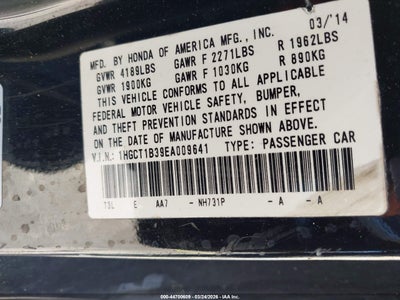 MFD. BY HONDA OF AMERICA MFG., INC. 03/'14
GVWR 4189LBS GAWR F 2271LBS R 1962LBS
GVWR 1900KG GAWR F 1030KG R 890KG
THIS VEHICLE CONFORMS TO ALL APPLICABLE
FEDERAL MOTOR VEHICLE SAFETY, BUMPER,
AND THEFT PREVENTION STANDARDS IN EFFECT
ON THE DATE OF MANUFACTURE SHOWN ABOVE.
V.I.N.: 1HGCT1B39EA009641 TYPE: PASSENGER CAR
T3L E AA7 - NH731P - A - A
000-44700609 - 03/24/2026 - IAA Inc.